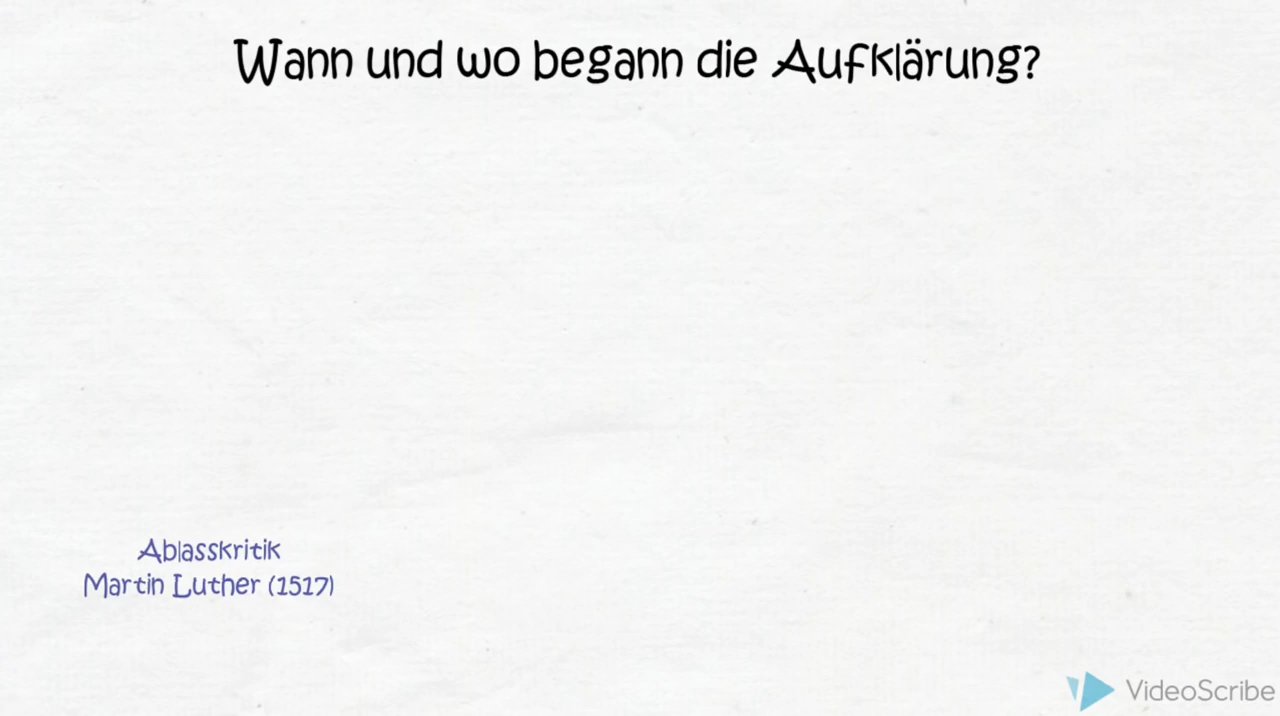 Wann und wo begann die Aufklärung?
Ablasskritik
Martin Luther (1517)
VideoScribe